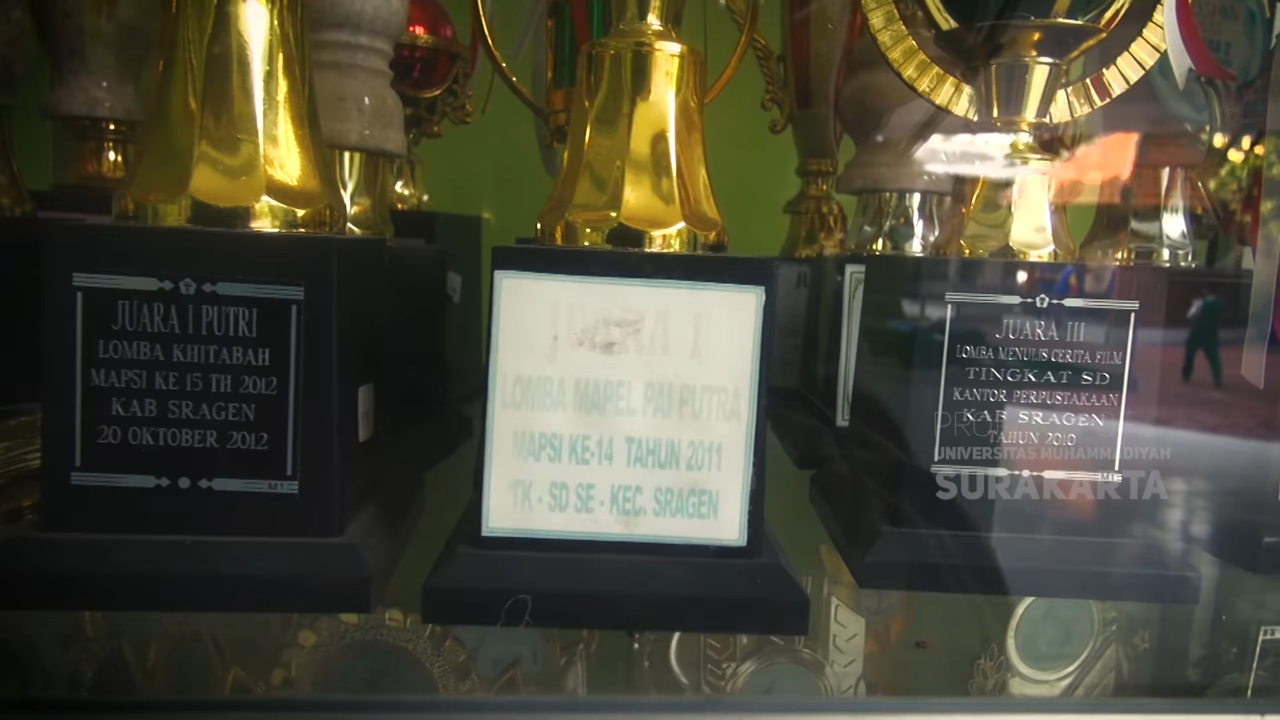 JUARA I PUTRI
LOMBA KHITABAH
MAPSI KE 15 TH 2012
KAB SRAGEN
20 OKTOBER 2012
M1
JUARA 1
LOMBA MAPEL PAI PUTRA
MAPSI KE-14 TAHUN 2011
TK - SD SE - KEC. SRAGEN
JUARA III
LOMBA MENULIS CERITA FILM
TINGKAT SD
KANTOR PERPUSTAKAAN
KAB SRAGEN
TAHUN 2010
UNIVERSITAS MUHAMMADIYAH
SURAKARTA